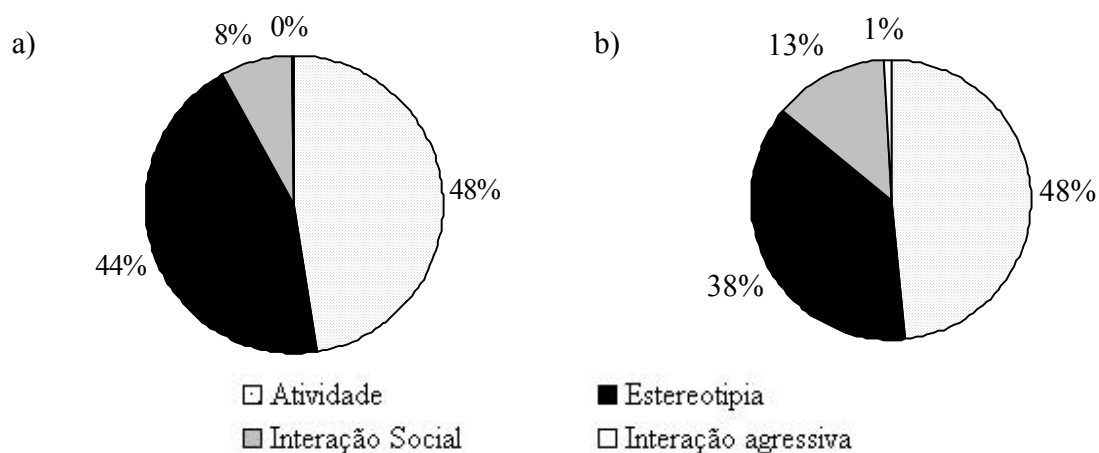 a)
8%
0%
48%
44%
b)
13%
1%
48%
38%
Atividade
Estereotipia
Interação Social
Interação agressiva